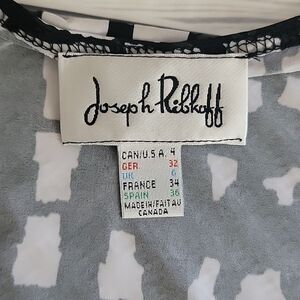 Joseph Ribkoff
CAN/U.S.A. 4
GER. 32
UK 6
FRANCE 34
SPAIN 36
MADE IN/FAIT AU
CANADA